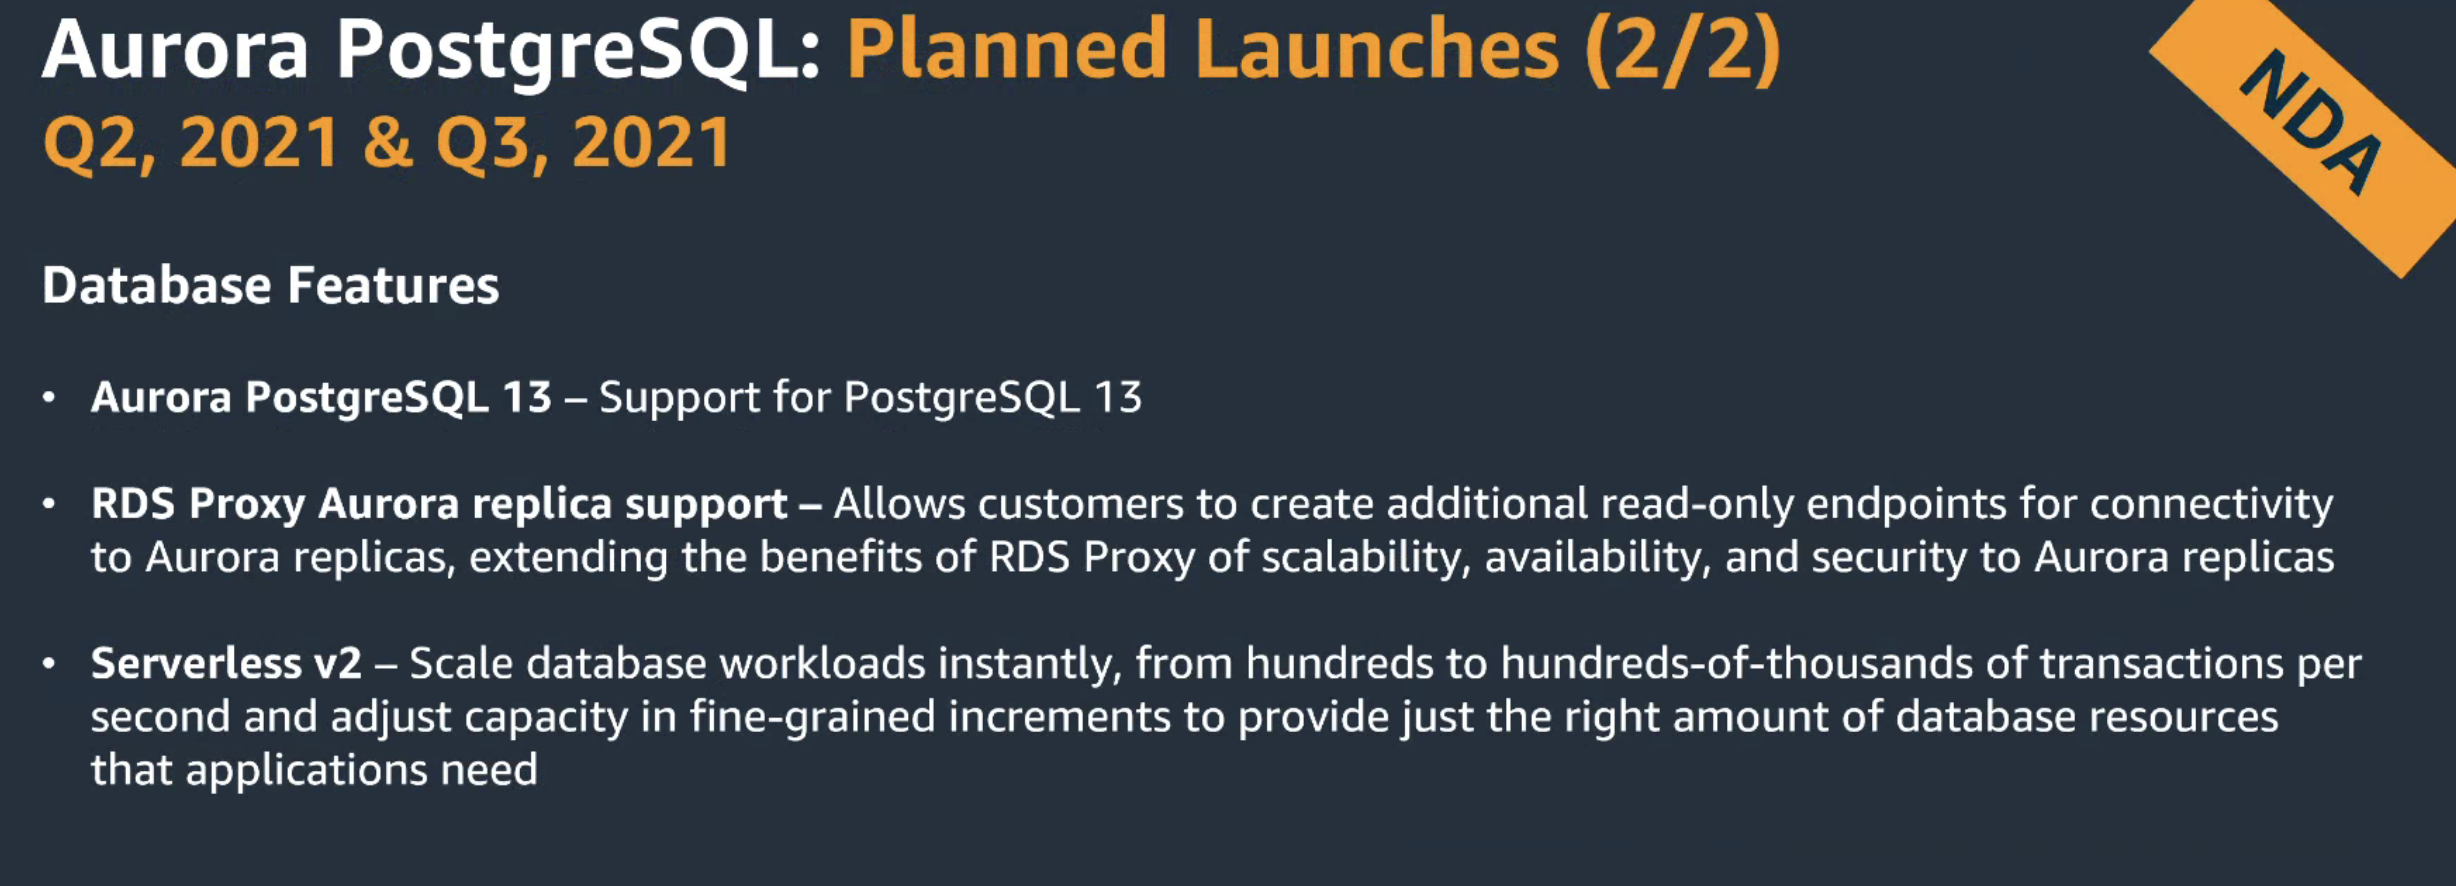 Aurora PostgreSQL: Planned Launches (2/2)
Q2, 2021 & Q3, 2021
NDA
Database Features
• Aurora PostgreSQL 13 – Support for PostgreSQL 13
• RDS Proxy Aurora replica support – Allows customers to create additional read-only endpoints for connectivity
to Aurora replicas, extending the benefits of RDS Proxy of scalability, availability, and security to Aurora replicas
• Serverless v2 – Scale database workloads instantly, from hundreds to hundreds-of-thousands of transactions per
second and adjust capacity in fine-grained increments to provide just the right amount of database resources
that applications need